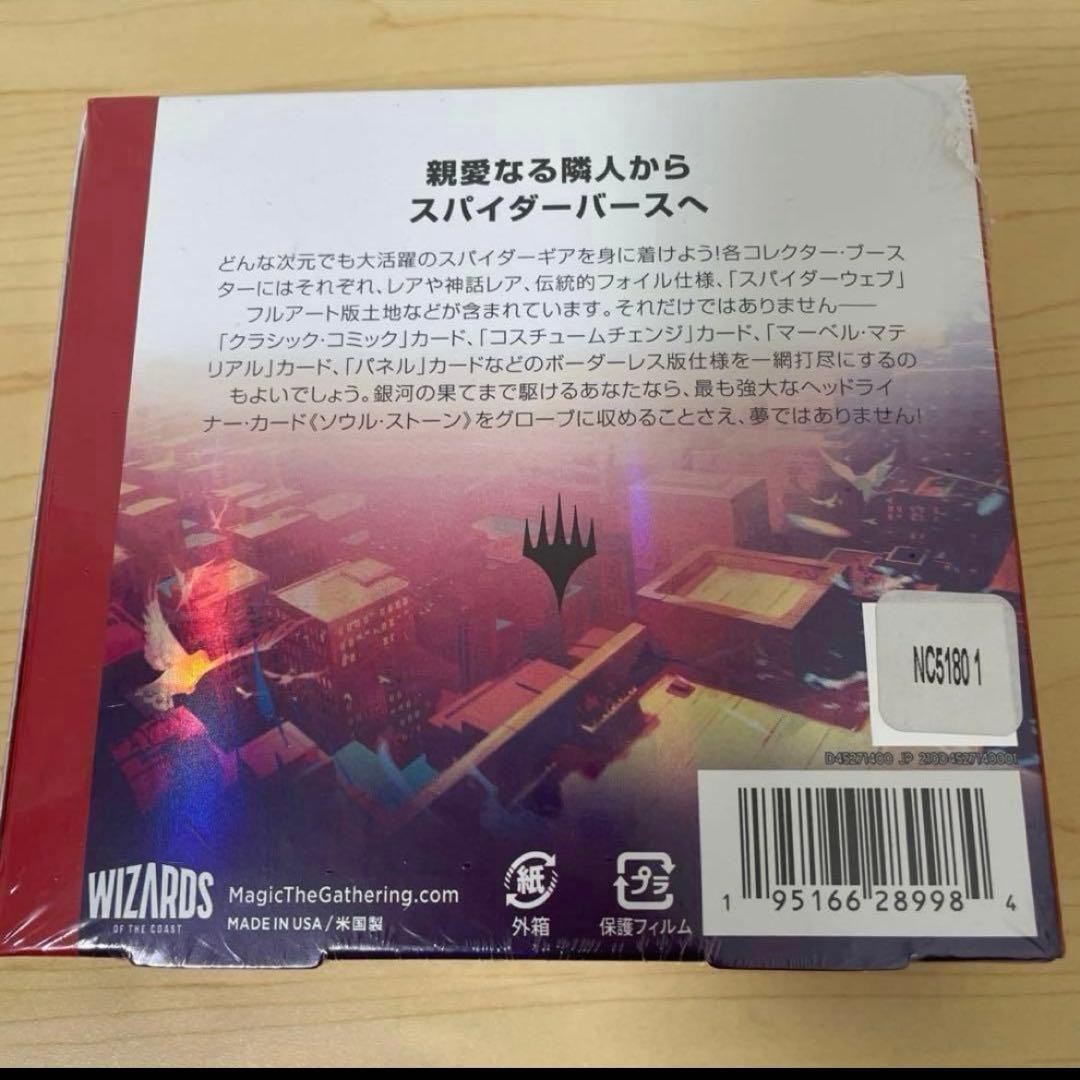 親愛なる隣人から
スパイダーバースへ
どんな次元でも大活躍のスパイダーギアを身に着けよう!各コレクター・ブース
ターにはそれぞれ、レアや神話レア、伝統的フォイル仕様、「スパイダーウェブ」
フルアート版土地などが含まれています。それだけではありません――
「クラシック・コミック」カード、「コスチュームチェンジ」カード、「マーベル・マテ
リアル」カード、「パネル」カードなどのボーダーレス版仕様を一網打尽にするの
もよいでしょう。銀河の果てまで駆けるあなたなら、最も強大なヘッドライ
ナー・カード《ソウル・ストーン》をグローブに収めることさえ、夢ではありません!
NC5180 1
D45271400 JP 210D4527140001
WIZARDS
OF THE COAST
MagicTheGathering.com
MADE IN USA / 米国製
紙
外箱
プラ
保護フィルム
1 95166 28998 4